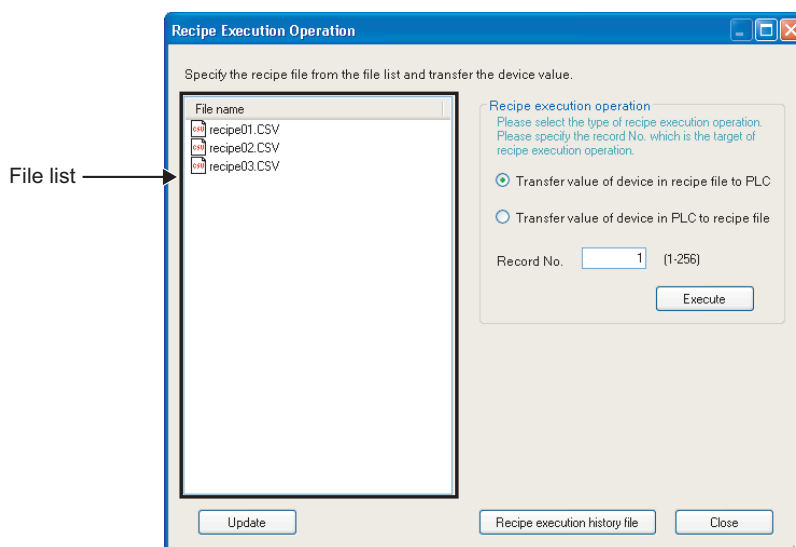 Recipe Execution Operation
Specify the recipe file from the file list and transfer the device value.
File name
recipe01.CSV
recipe02.CSV
recipe03.CSV
File list
Recipe execution operation
Please select the type of recipe execution operation.
Please specify the record No. which is the target of
recipe execution operation.
Transfer value of device in recipe file to PLC
Transfer value of device in PLC to recipe file
Record No. 1 (1-256)
Execute
Update
Recipe execution history file
Close